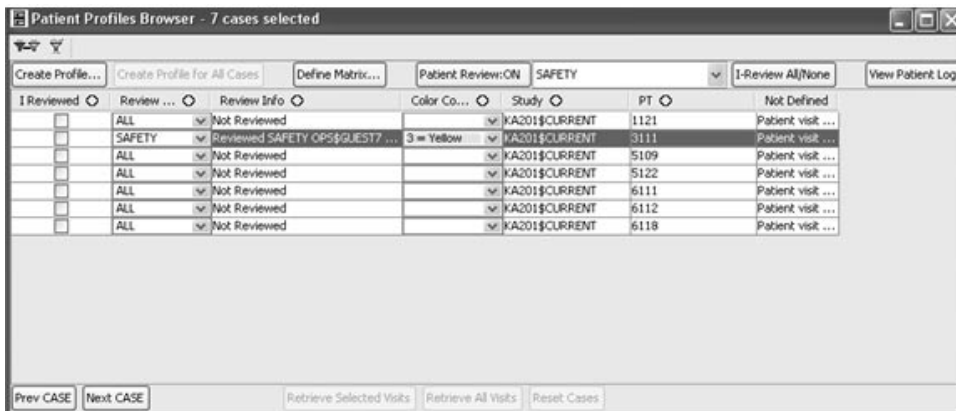 Patient Profiles Browser - 7 cases selected
Create Profile... Create Profile for All Cases Define Matrix... Patient Review:ON SAFETY I-Review All/None View Patient Log
I Reviewed Review ... Review Info Color Co... Study PT Not Defined
ALL Not Reviewed KA201$CURRENT 1121 Patient visit ...
SAFETY Reviewed SAFETY OPS$GUEST7 ... 3 = Yellow KA201$CURRENT 3111 Patient visit ...
ALL Not Reviewed KA201$CURRENT 5109 Patient visit ...
ALL Not Reviewed KA201$CURRENT 5122 Patient visit ...
ALL Not Reviewed KA201$CURRENT 6111 Patient visit ...
ALL Not Reviewed KA201$CURRENT 6112 Patient visit ...
ALL Not Reviewed KA201$CURRENT 6118 Patient visit ...
Prev CASE Next CASE Retrieve Selected Visits Retrieve All Visits Reset Cases